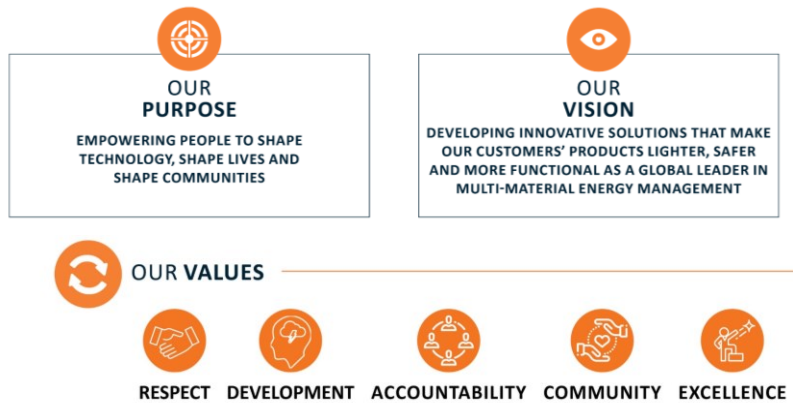 OUR
PURPOSE
EMPOWERING PEOPLE TO SHAPE
TECHNOLOGY, SHAPE LIVES AND
SHAPE COMMUNITIES
OUR
VISION
DEVELOPING INNOVATIVE SOLUTIONS THAT MAKE
OUR CUSTOMERS’ PRODUCTS LIGHTER, SAFER
AND MORE FUNCTIONAL AS A GLOBAL LEADER IN
MULTI-MATERIAL ENERGY MANAGEMENT
OUR VALUES
RESPECT DEVELOPMENT ACCOUNTABILITY COMMUNITY EXCELLENCE